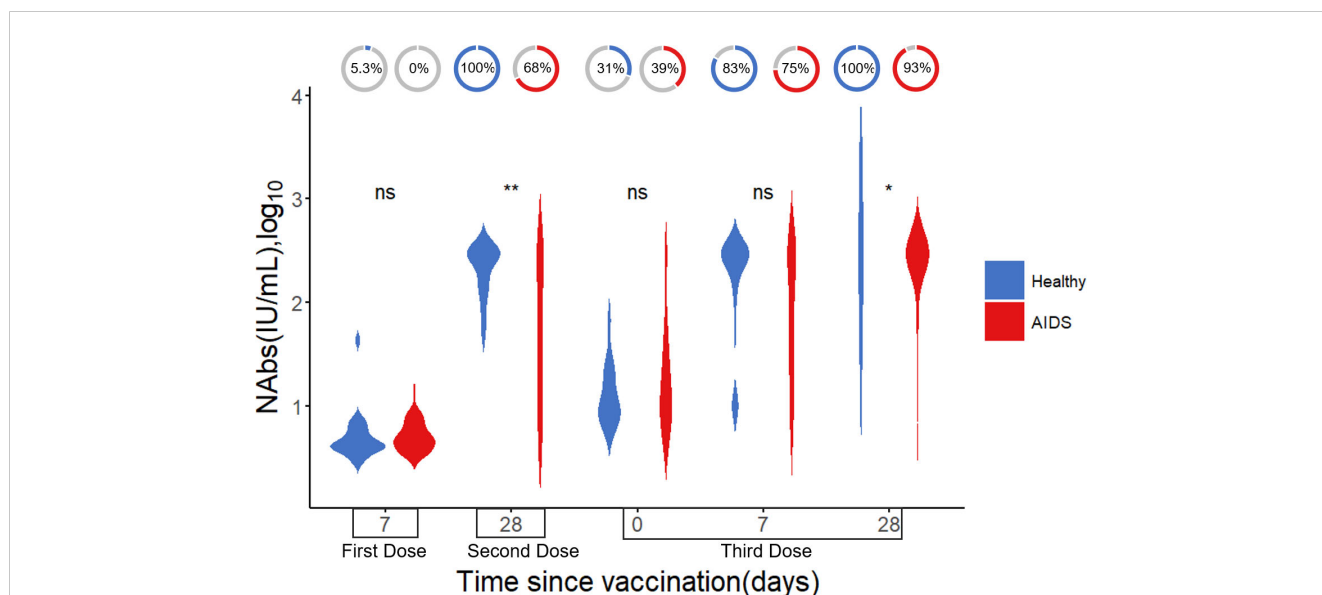 5.3% 0% 100% 68% 31% 39% 83% 75% 100% 93%
4
3
2
1
NAbs(IU/mL),log10
ns ** ns ns *
Healthy
AIDS
7 28 0 7 28
First Dose Second Dose Third Dose
Time since vaccination(days)